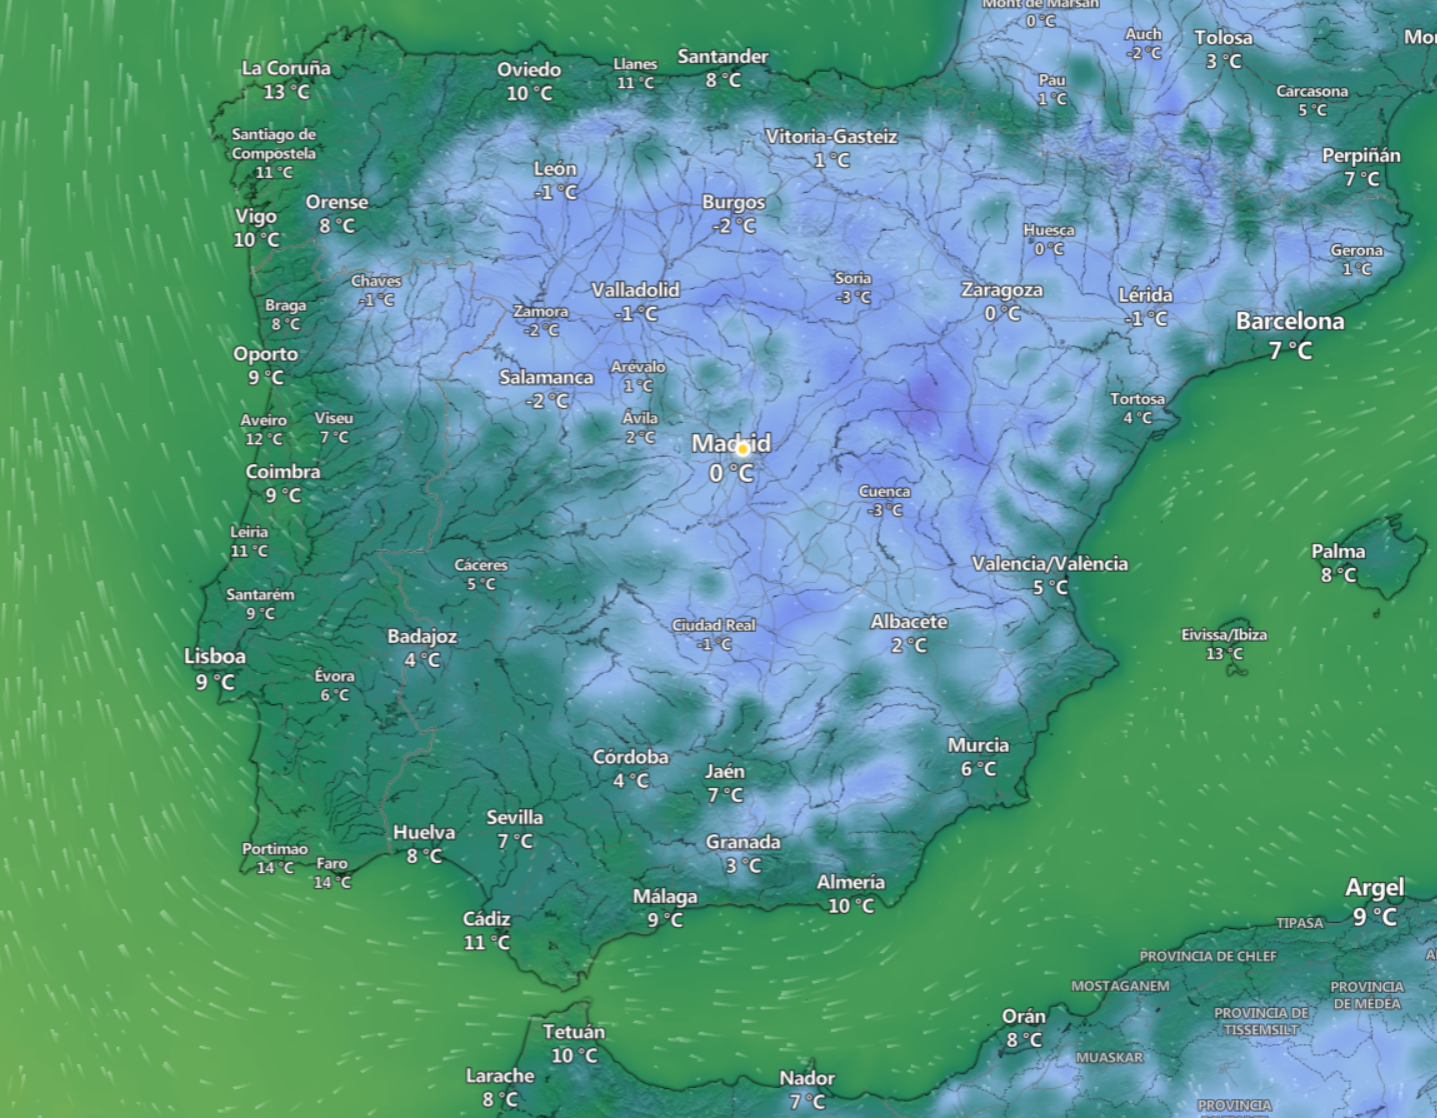 Mont de Marsan
0 °C
Auch
-2 °C
Tolosa
3 °C
La Coruña
13 °C
Oviedo
10 °C
Llanes
11 °C
Santander
8 °C
Pau
1 °C
Carcasona
5 °C
Santiago de
Compostela
11 °C
Vitoria-Gasteiz
1 °C
Perpiñán
7 °C
León
-1 °C
Vigo
10 °C
Orense
8 °C
Burgos
-2 °C
Huesca
0 °C
Gerona
1 °C
Chaves
-1 °C
Braga
8 °C
Zamora
-2 °C
Valladolid
-1 °C
Soria
-3 °C
Zaragoza
0 °C
Lérida
-1 °C
Barcelona
7 °C
Oporto
9 °C
Salamanca
-2 °C
Arévalo
1 °C
Tortosa
4 °C
Aveiro
12 °C
Viseu
7 °C
Ávila
2 °C
Madrid
0 °C
Coimbra
9 °C
Cuenca
-3 °C
Leiria
11 °C
Cáceres
5 °C
Valencia/València
5 °C
Palma
8 °C
Santarém
9 °C
Badajoz
4 °C
Ciudad Real
-1 °C
Albacete
2 °C
Eivissa/Ibiza
13 °C
Lisboa
9 °C
Évora
6 °C
Córdoba
4 °C
Jaén
7 °C
Murcia
6 °C
Portimao
14 °C
Faro
14 °C
Huelva
8 °C
Sevilla
7 °C
Granada
3 °C
Cádiz
11 °C
Málaga
9 °C
Almería
10 °C
Argel
9 °C
TIPASA
PROVINCIA DE CHLEF
MOSTAGANEM
PROVINCIA
DE MÉDÉA
PROVINCIA DE
TISSEMSILT
Orán
8 °C
MUASKAR
Tetuán
10 °C
Larache
8 °C
Nador
7 °C
PROVINCIA